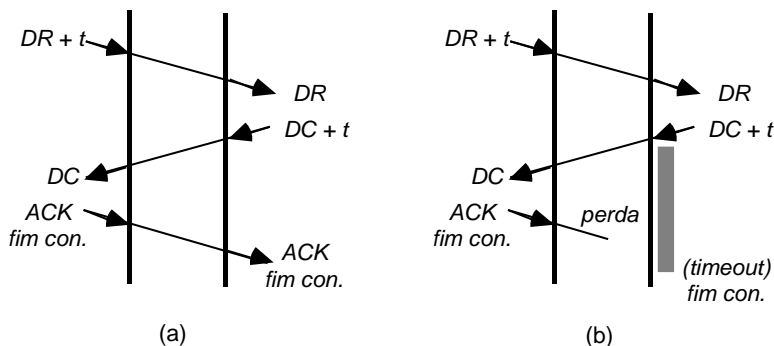 DR + t
DR
DC + t
DC
ACK
fim con.
ACK
fim con.
(a)
DR + t
DR
DC + t
DC
ACK
fim con.
perda
(timeout)
fim con.
(b)